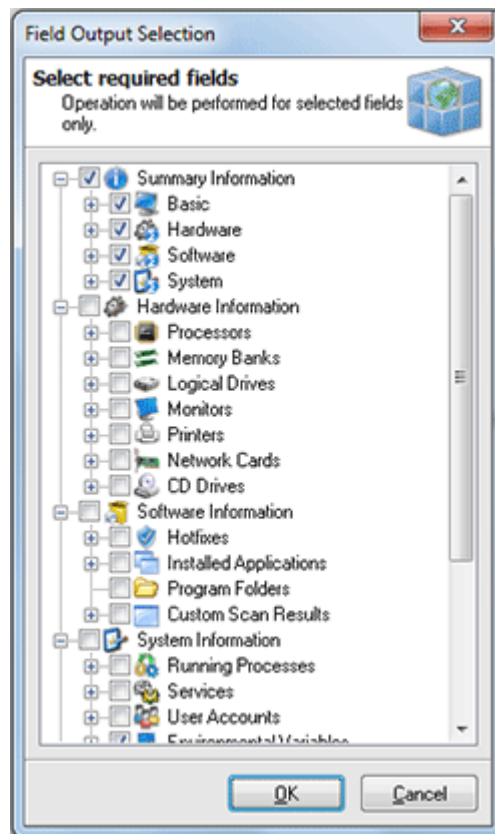 Field Output Selection
Select required fields
Operation will be performed for selected fields
only.
Summary Information
Basic
Hardware
Software
System
Hardware Information
Processors
Memory Banks
Logical Drives
Monitors
Printers
Network Cards
CD Drives
Software Information
Hotfixes
Installed Applications
Program Folders
Custom Scan Results
System Information
Running Processes
Services
User Accounts
Environmental Variables
OK
Cancel